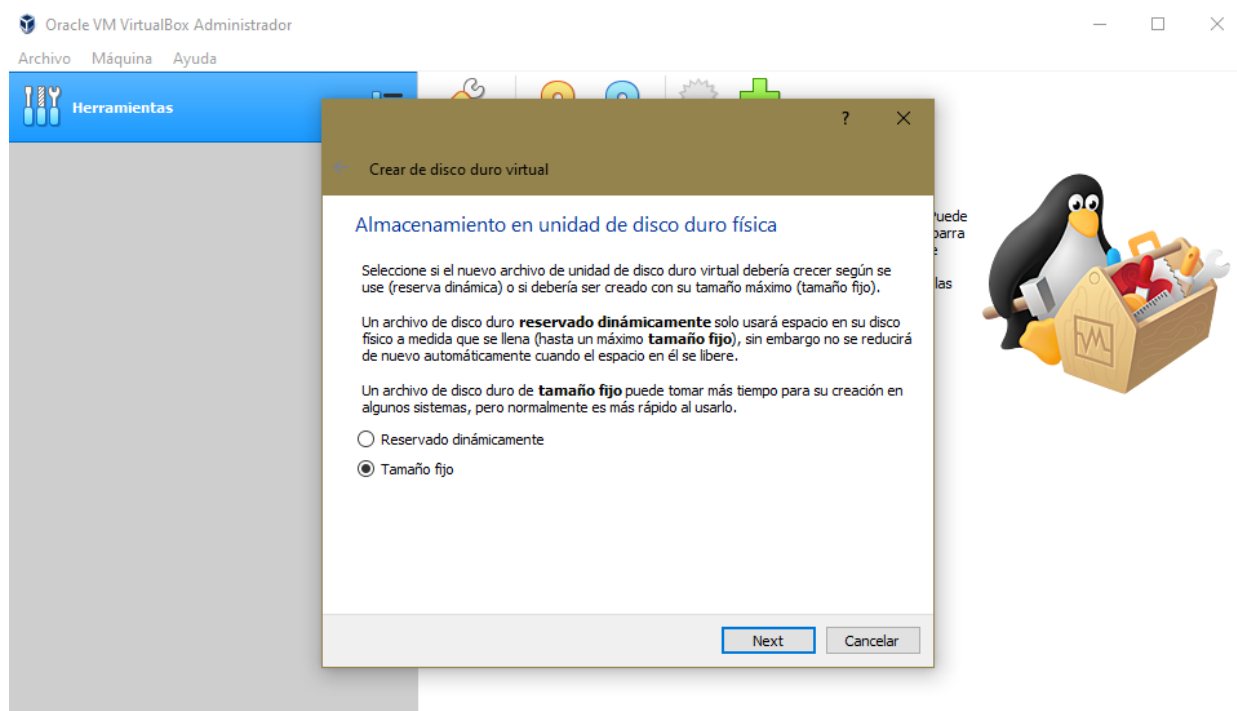 Oracle VM VirtualBox Administrador
Archivo Máquina Ayuda
Herramientas
?
Crear de disco duro virtual
Almacenamiento en unidad de disco duro física
Seleccione si el nuevo archivo de unidad de disco duro virtual debería crecer según se
use (reserva dinámica) o si debería ser creado con su tamaño máximo (tamaño fijo).
Un archivo de disco duro reservado dinámicamente solo usará espacio en su disco
físico a medida que se llena (hasta un máximo tamaño fijo), sin embargo no se reducirá
de nuevo automáticamente cuando el espacio en él se libere.
Un archivo de disco duro de tamaño fijo puede tomar más tiempo para su creación en
algunos sistemas, pero normalmente es más rápido al usarlo.
Reservado dinámicamente
Tamaño fijo
Next Cancelar
las